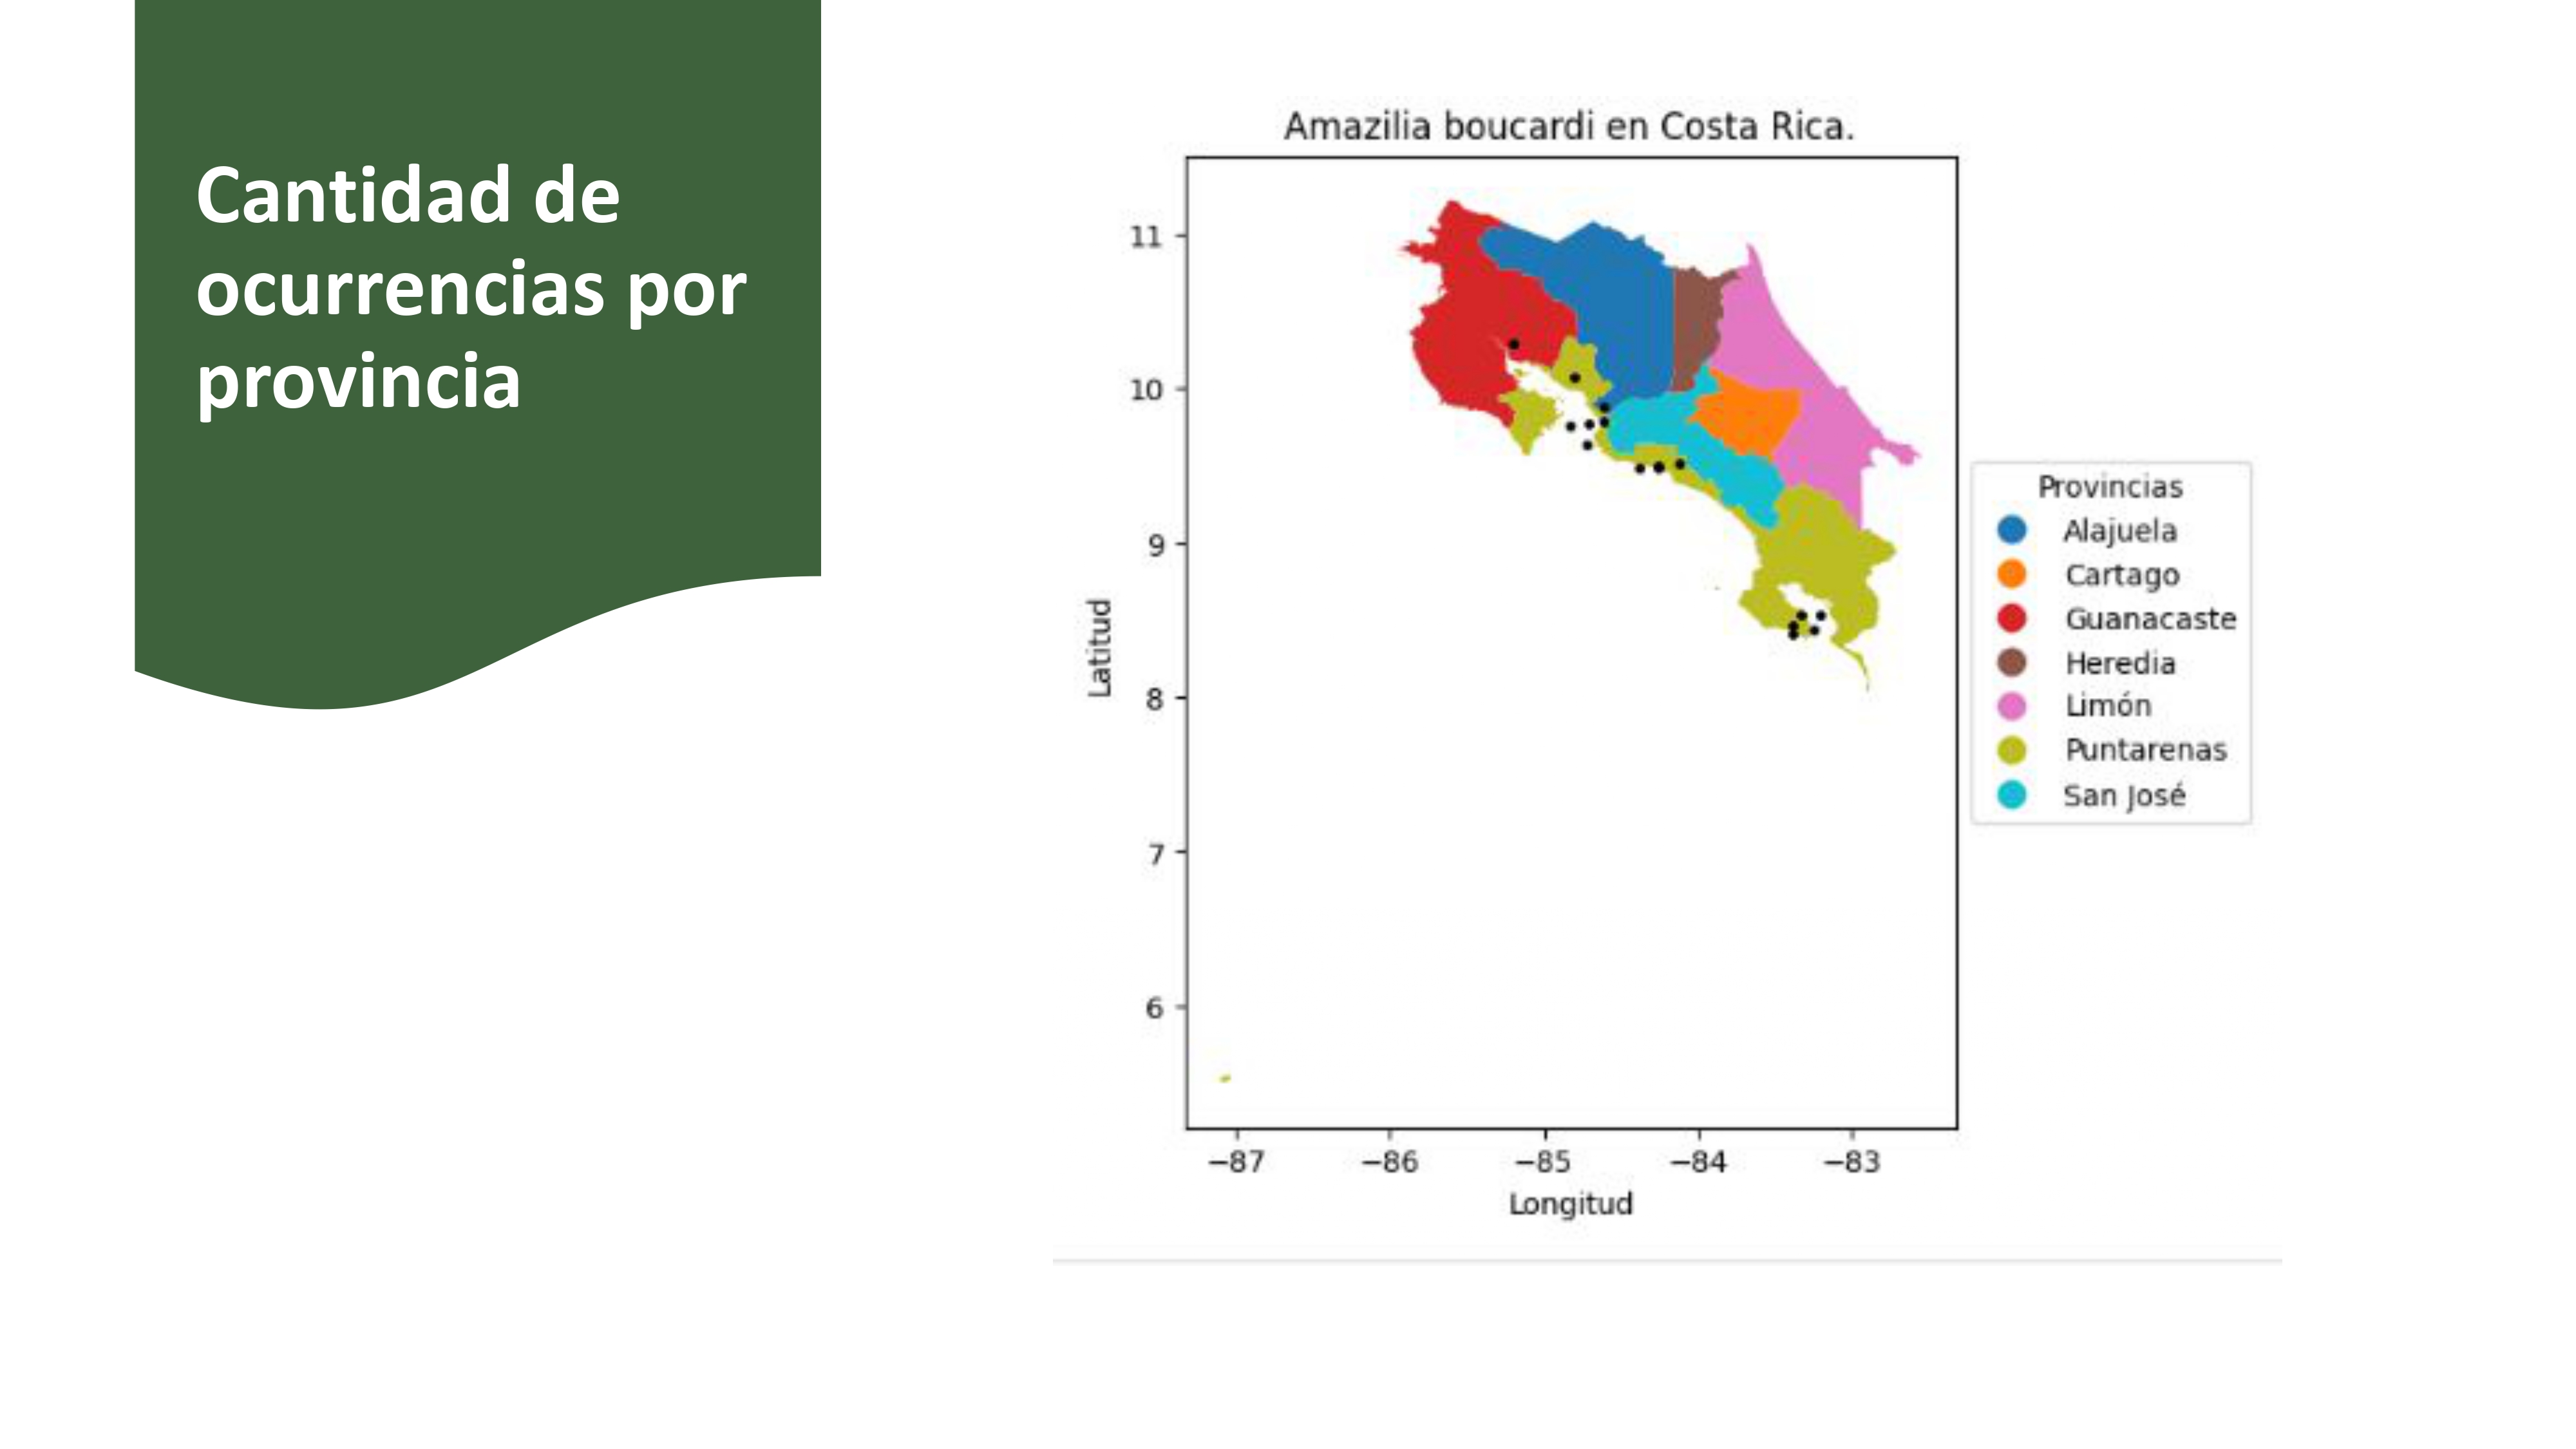 Cantidad de
ocurrencias por
provincia
Amazilia boucardi en Costa Rica.
11
10
9
8
7
6
Latitud
−87
−86
−85
−84
−83
Longitud
Provincias
Alajuela
Cartago
Guanacaste
Heredia
Limón
Puntarenas
San José